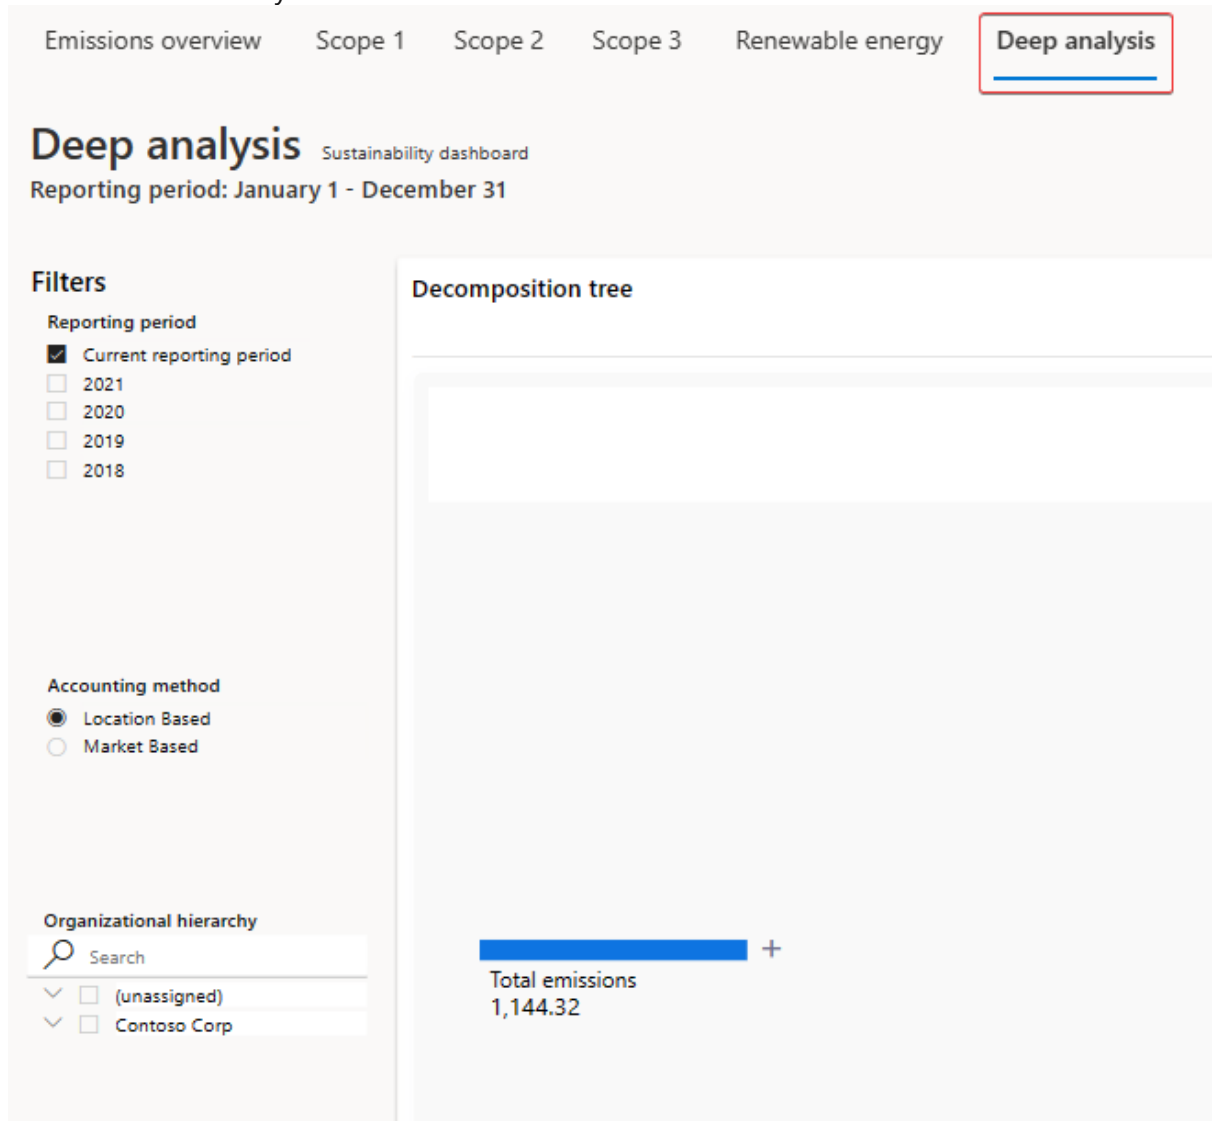 Emissions overview Scope 1 Scope 2 Scope 3 Renewable energy Deep analysis
Deep analysis Sustainability dashboard
Reporting period: January 1 - December 31
Filters
Reporting period
Current reporting period
2021
2020
2019
2018
Accounting method
Location Based
Market Based
Organizational hierarchy
Search
(unassigned)
Contoso Corp
Decomposition tree
Total emissions
1,144.32